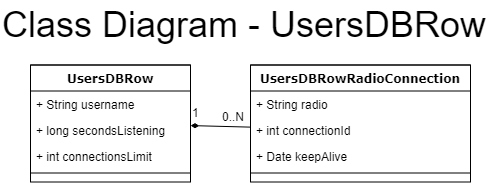 Class Diagram - UsersDBRow
UsersDBRow
+ String username
+ long secondsListening
+ int connectionsLimit
1
0..N
UsersDBRowRadioConnection
+ String radio
+ int connectionId
+ Date keepAlive